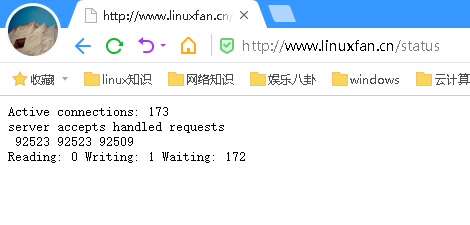 http://www.linuxfan.cn/
http://www.linuxfan.cn/status
收藏 linux知识 网络知识 娱乐八卦 windows 云计算
Active connections: 173
server accepts handled requests
92523 92523 92509
Reading: 0 Writing: 1 Waiting: 172